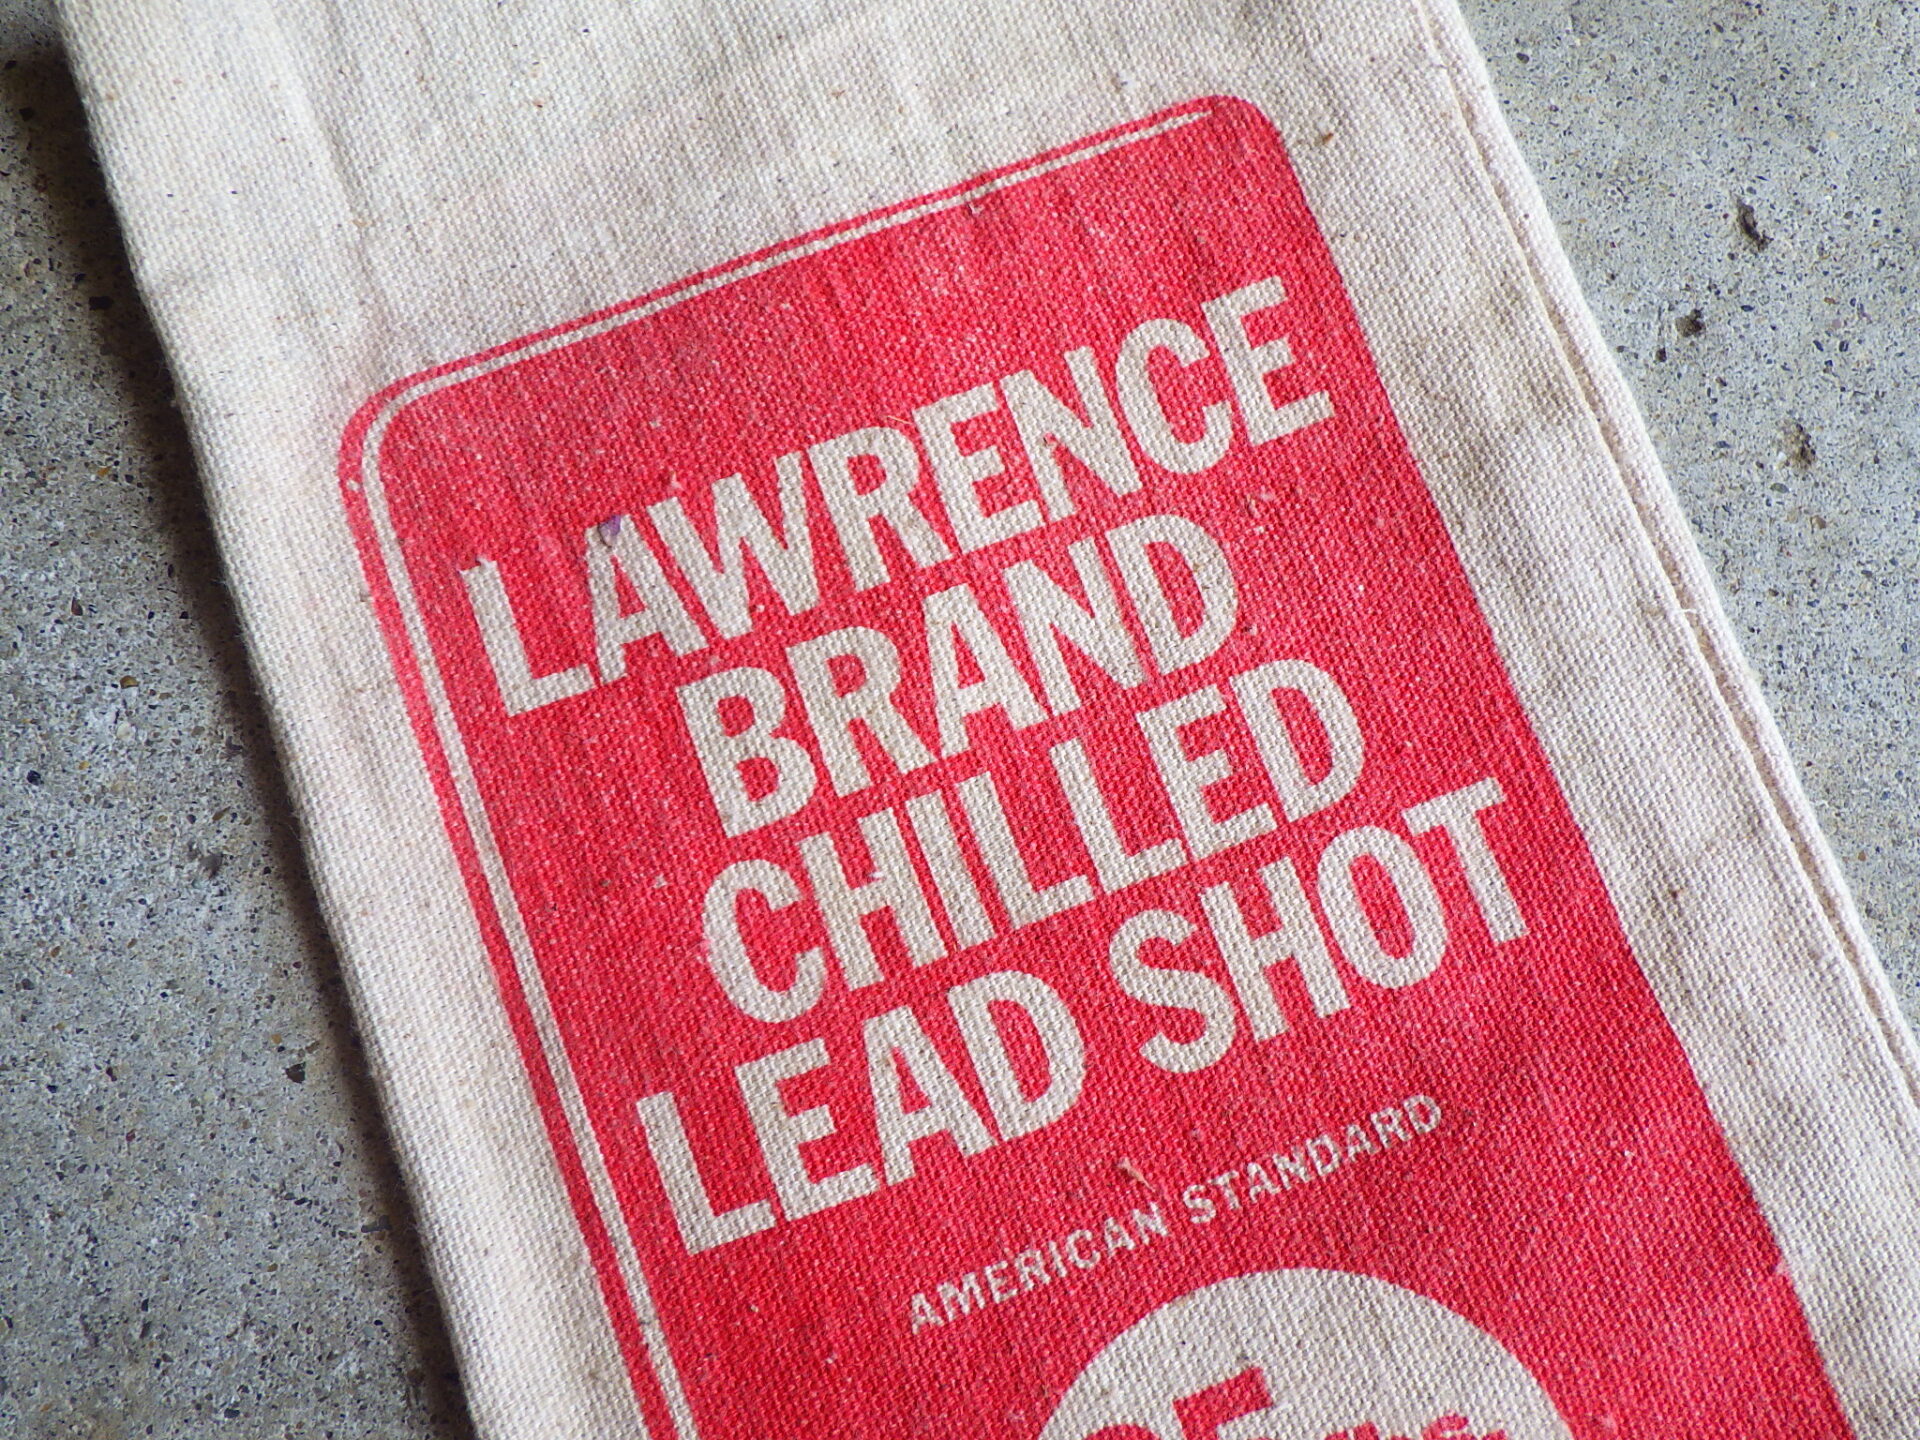 LAWRENCE
BRAND
CHILLED
LEAD SHOT
AMERICAN STANDARD